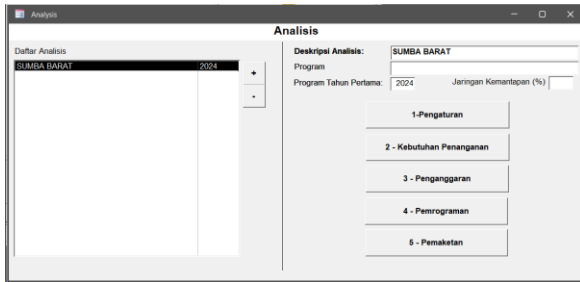 Analysis
Analisis
Daftar Analisis
SUMBA BARAT 2024
+
-
Deskripsi Analisis: SUMBA BARAT
Program
Program Tahun Pertama: 2024 Jaringan Kemantapan (%)
1-Pengaturan
2 - Kebutuhan Penanganan
3 - Penganggaran
4 - Pemrograman
5 - Pemaketan